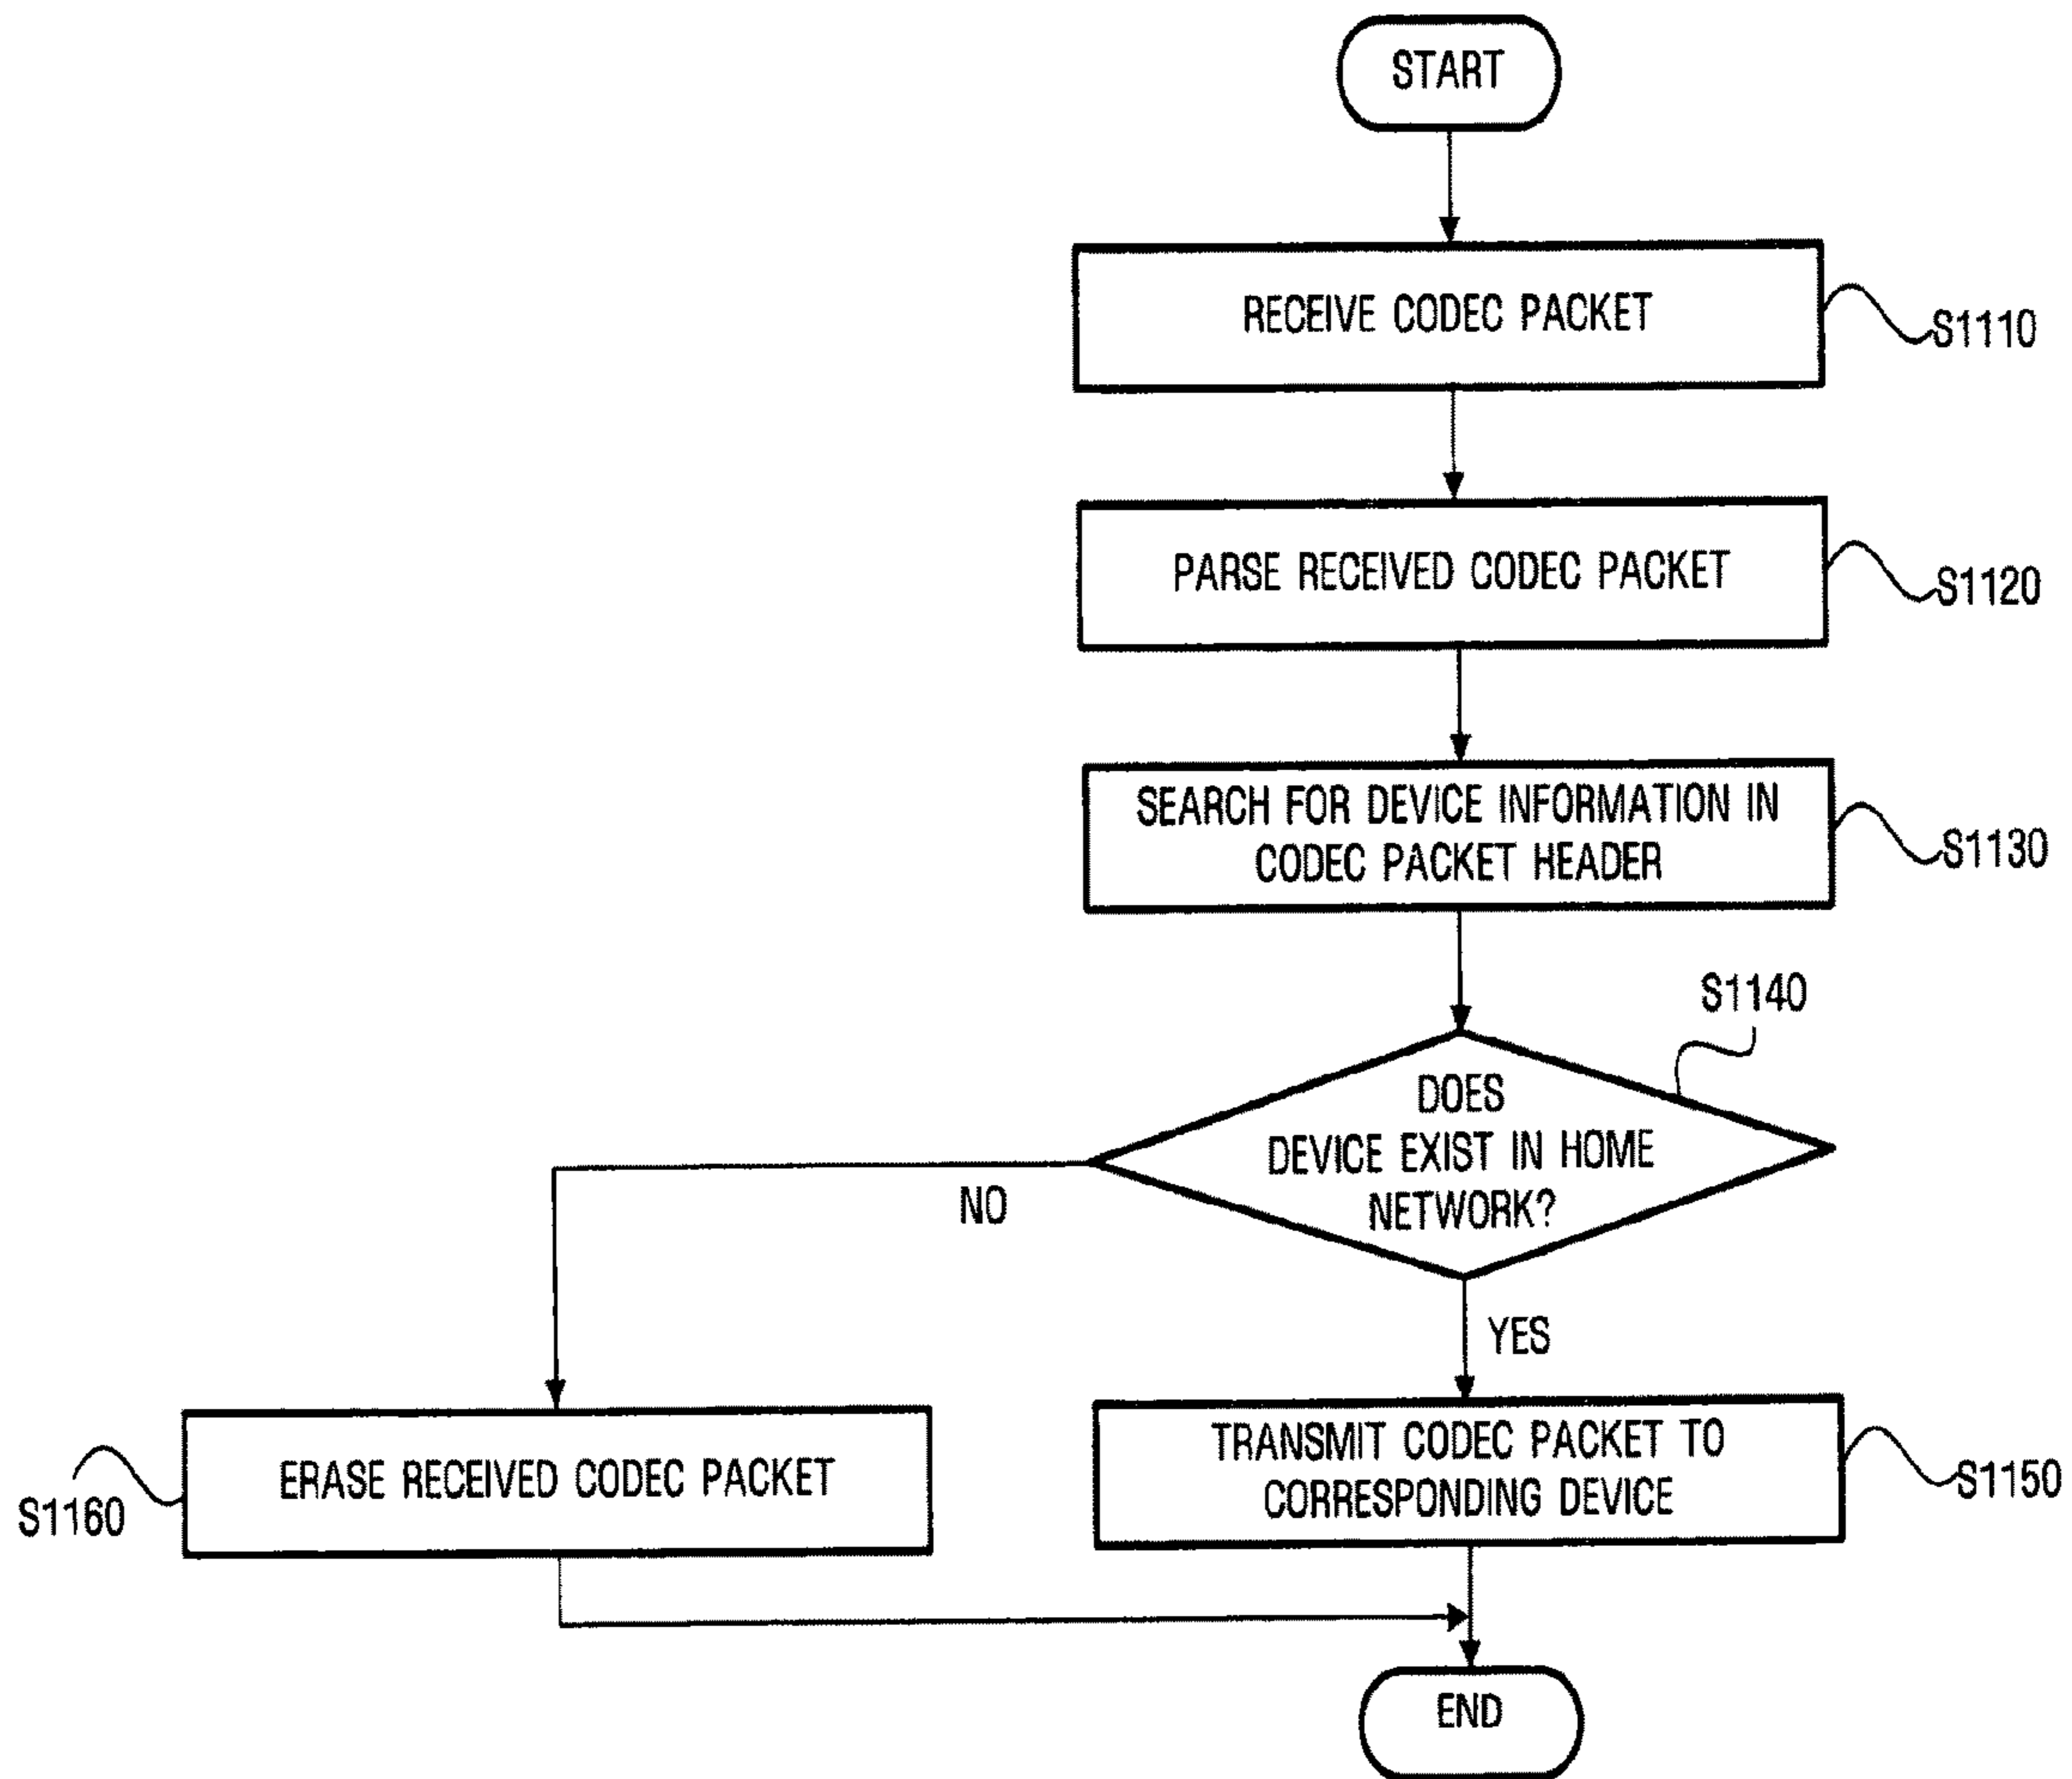 START
RECEIVE CODEC PACKET
S1110
PARSE RECEIVED CODEC PACKET
S1120
SEARCH FOR DEVICE INFORMATION IN
CODEC PACKET HEADER
S1130
S1140
DOES
DEVICE EXIST IN HOME
NETWORK?
NO
YES
ERASE RECEIVED CODEC PACKET
S1160
TRANSMIT CODEC PACKET TO
CORRESPONDING DEVICE
S1150
END